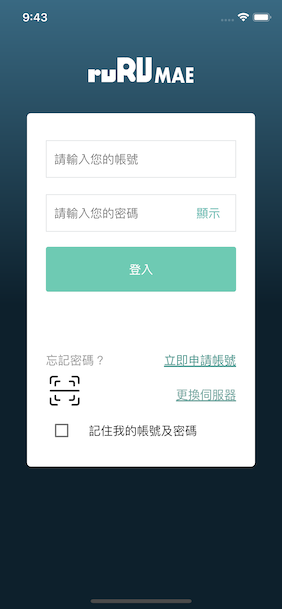 9:43
ruRU MAE
請輸入您的帳號
請輸入您的密碼 顯示
登入
忘記密碼？ 立即申請帳號
更換伺服器
記住我的帳號及密碼